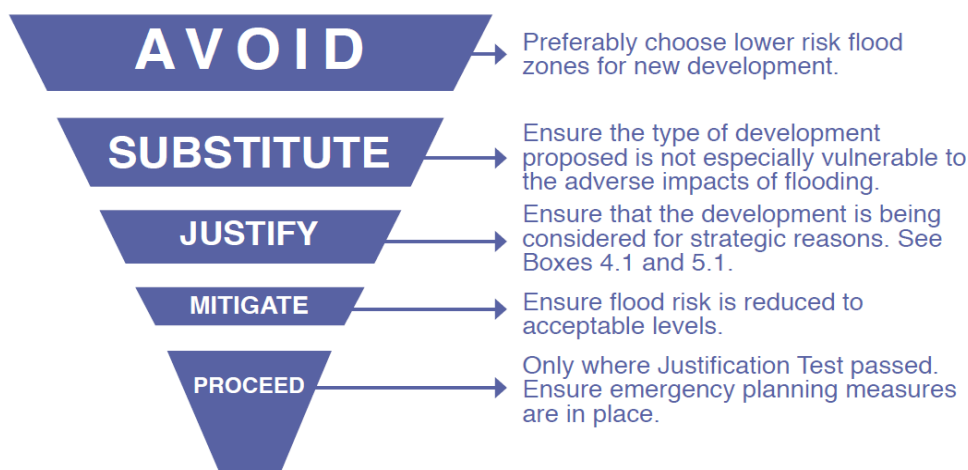 AVOID
Preferably choose lower risk flood
zones for new development.
SUBSTITUTE
Ensure the type of development
proposed is not especially vulnerable to
the adverse impacts of flooding.
JUSTIFY
Ensure that the development is being
considered for strategic reasons. See
Boxes 4.1 and 5.1.
MITIGATE
Ensure flood risk is reduced to
acceptable levels.
PROCEED
Only where Justification Test passed.
Ensure emergency planning measures
are in place.